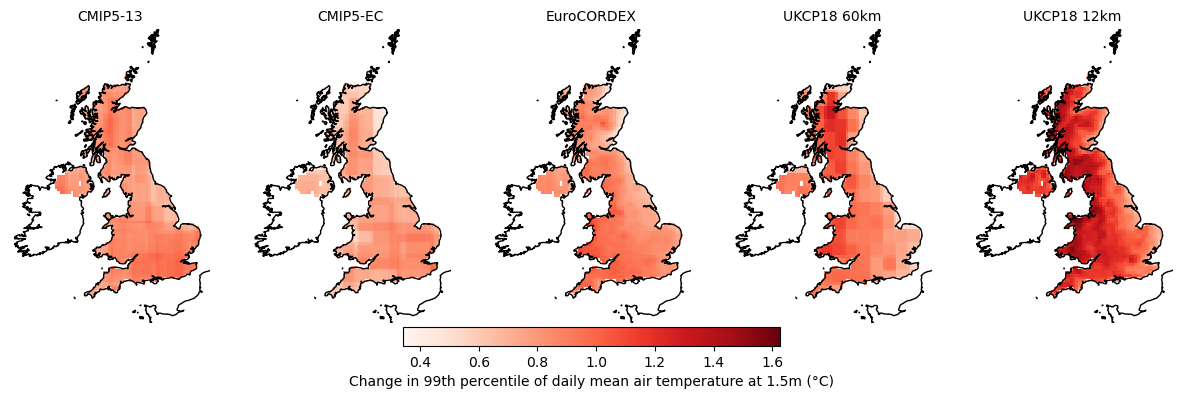 CMIP5-13 CMIP5-EC EuroCORDEX UKCP18 60km UKCP18 12km
0.4 0.6 0.8 1.0 1.2 1.4 1.6
Change in 99th percentile of daily mean air temperature at 1.5m (°C)